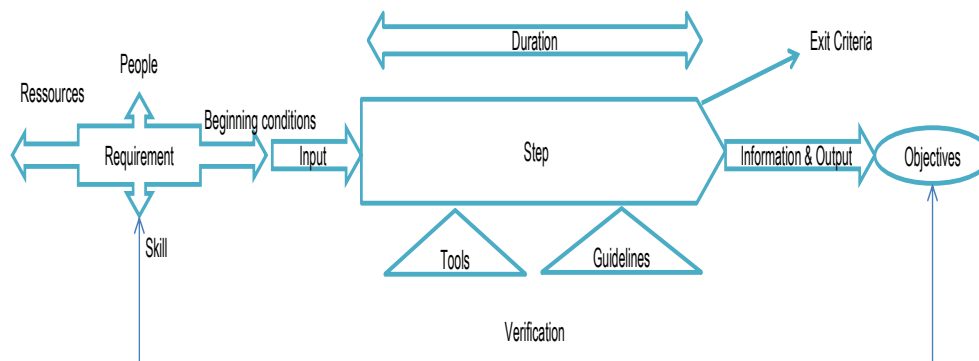 Duration
Exit Criteria
People
Ressources
Beginning conditions
Requirement
Input
Step
Information & Output
Objectives
Skill
Tools
Guidelines
Verification